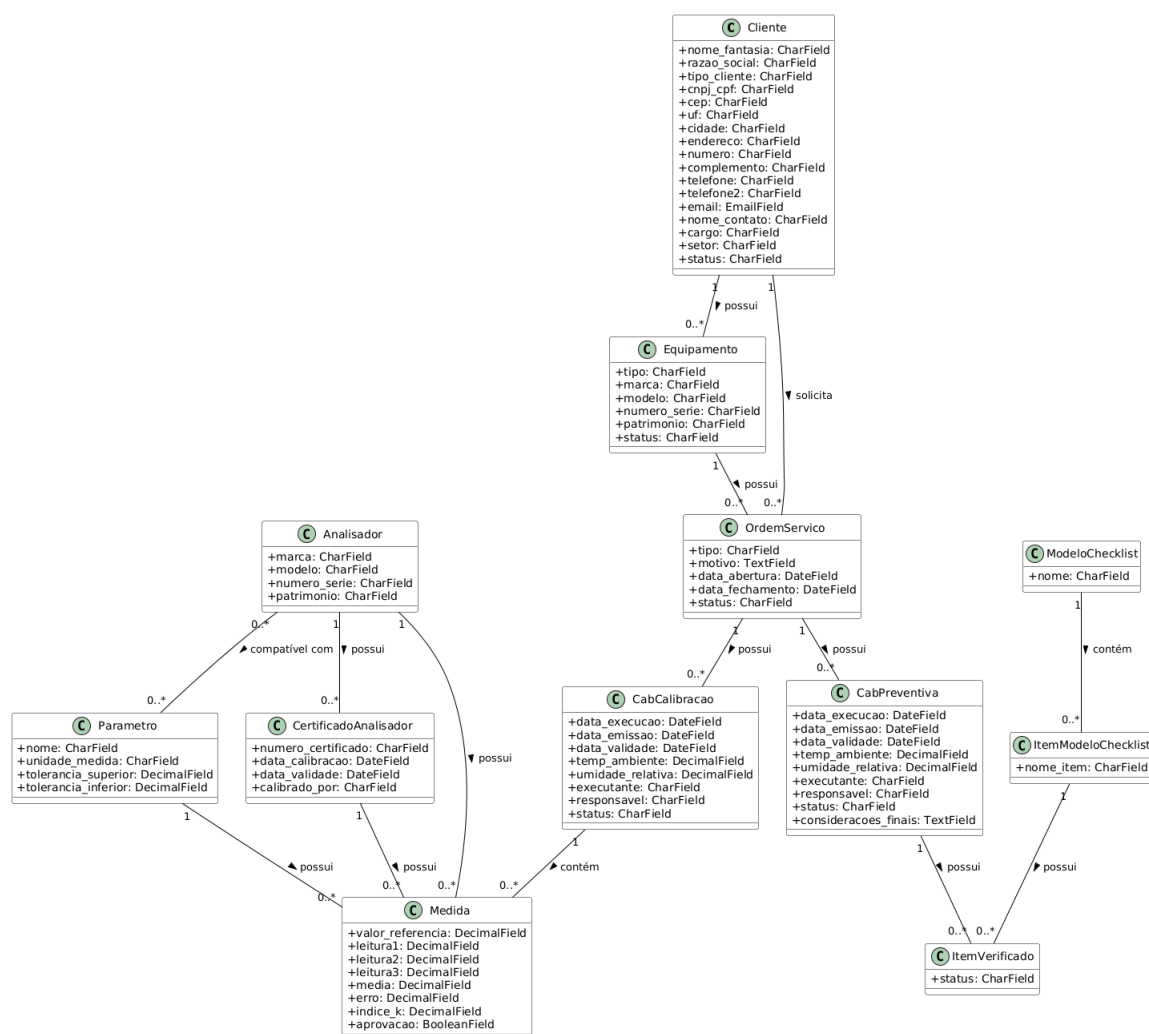 C Cliente
+nome_fantasia: CharField
+razao_social: CharField
+tipo_cliente: CharField
+cnpj_cpf: CharField
+cep: CharField
+uf: CharField
+cidade: CharField
+endereco: CharField
+numero: CharField
+complemento: CharField
+telefone: CharField
+telefone2: CharField
+email: EmailField
+nome_contato: CharField
+cargo: CharField
+setor: CharField
+status: CharField
1
1
possui
0..*
C Equipamento
+tipo: CharField
+marca: CharField
+modelo: CharField
+numero_serie: CharField
+patrimonio: CharField
+status: CharField
solicita
1
possui
0..*
0..*
C Analisador
+marca: CharField
+modelo: CharField
+numero_serie: CharField
+patrimonio: CharField
C OrdemServico
+tipo: CharField
+motivo: TextField
+data_abertura: DateField
+data_fechamento: DateField
+status: CharField
C ModeloChecklist
+nome: CharField
0..*
1
1
1
1
1
compatível com
possui
possui
possui
contém
0..*
0..*
0..*
0..*
0..*
C Parametro
+nome: CharField
+unidade_medida: CharField
+tolerancia_superior: DecimalField
+tolerancia_inferior: DecimalField
C CertificadoAnalisador
+numero_certificado: CharField
+data_calibracao: DateField
+data_validade: DateField
+calibrado_por: CharField
possui
C CabCalibracao
+data_execucao: DateField
+data_emissao: DateField
+data_validade: DateField
+temp_ambiente: DecimalField
+umidade_relativa: DecimalField
+executante: CharField
+responsavel: CharField
+status: CharField
C CabPreventiva
+data_execucao: DateField
+data_emissao: DateField
+data_validade: DateField
+temp_ambiente: DecimalField
+umidade_relativa: DecimalField
+executante: CharField
+responsavel: CharField
+status: CharField
+consideracoes_finais: TextField
C ItemModeloChecklist
+nome_item: CharField
1
1
1
1
1
possui
possui
contém
possui
possui
0..*
0..*
0..*
0..*
0..*
0..*
C Medida
+valor_referencia: DecimalField
+leitura1: DecimalField
+leitura2: DecimalField
+leitura3: DecimalField
+media: DecimalField
+erro: DecimalField
+indice_k: DecimalField
+aprovacao: BooleanField
C ItemVerificado
+status: CharField